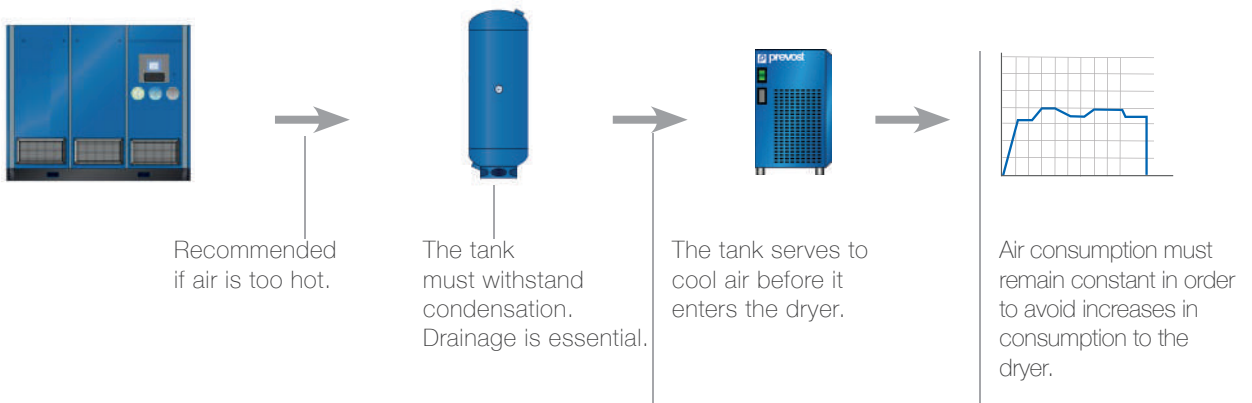 prevost
Recommended
if air is too hot.
The tank
must withstand
condensation.
Drainage is essential.
The tank serves to
cool air before it
enters the dryer.
Air consumption must
remain constant in order
to avoid increases in
consumption to the
dryer.